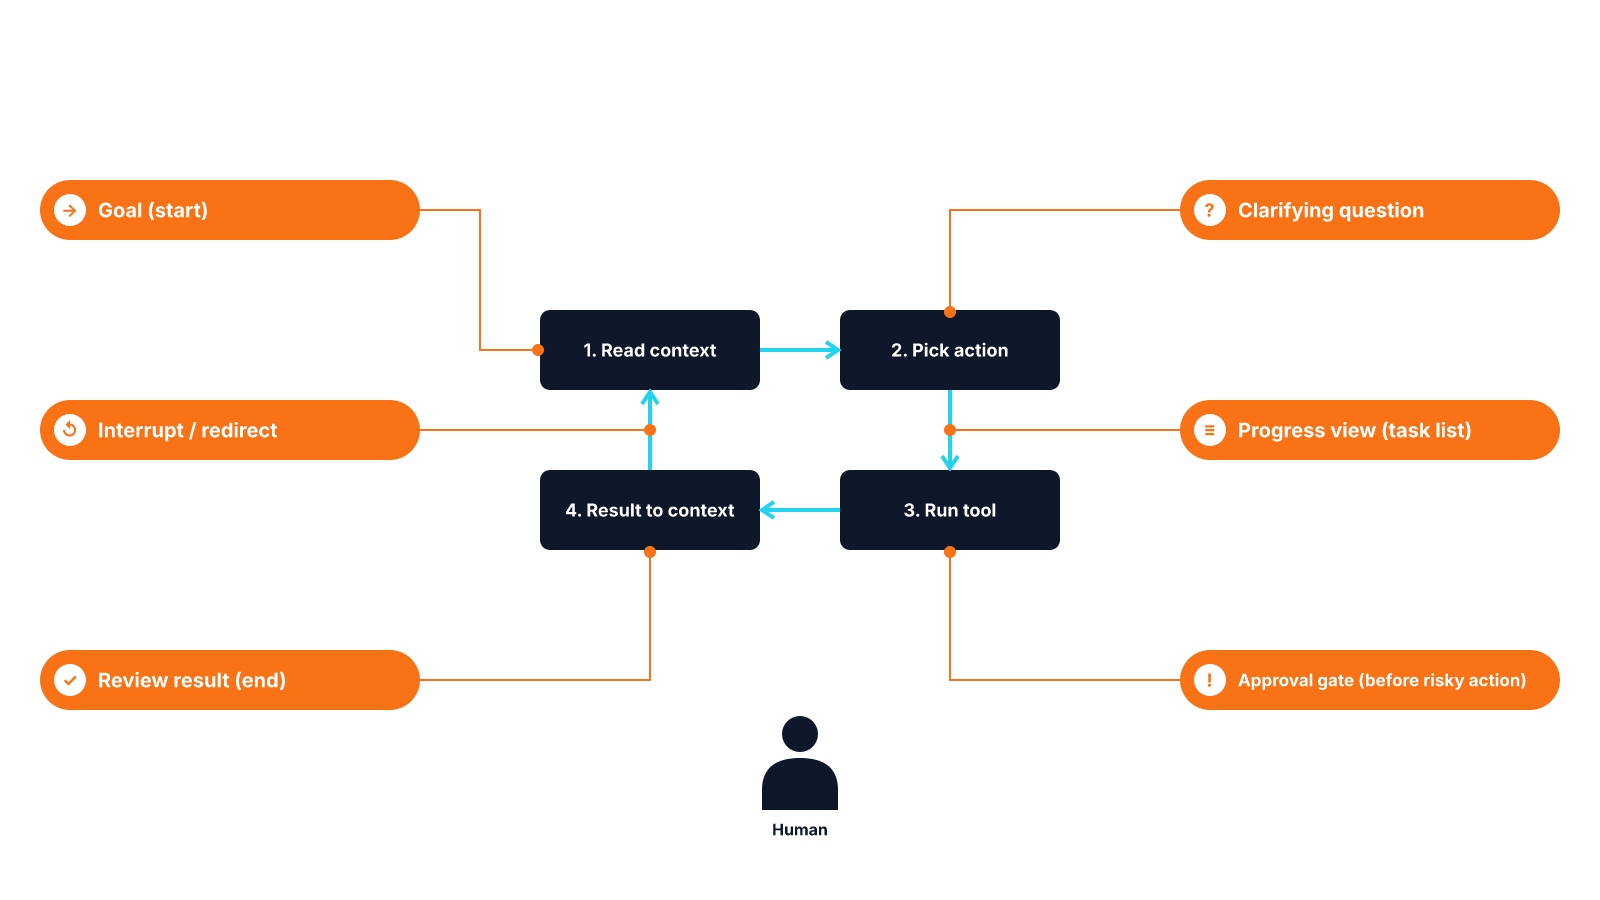 Goal (start)
? Clarifying question
1. Read context
2. Pick action
Interrupt / redirect
Progress view (task list)
4. Result to context
3. Run tool
Review result (end)
! Approval gate (before risky action)
Human